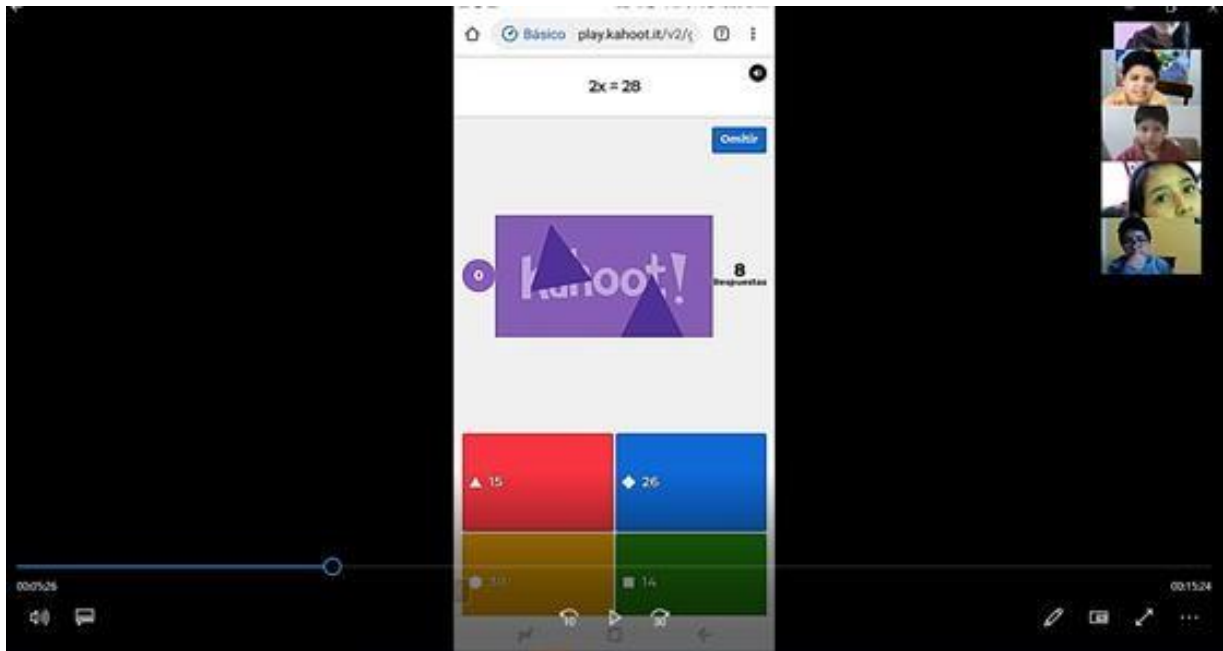 Básico play.kahoot.it/v2/g
2x = 28
Omitir
0
Kahoot!
8
Respuestas
15
26
14
00:05:26
00:15:24
10
30